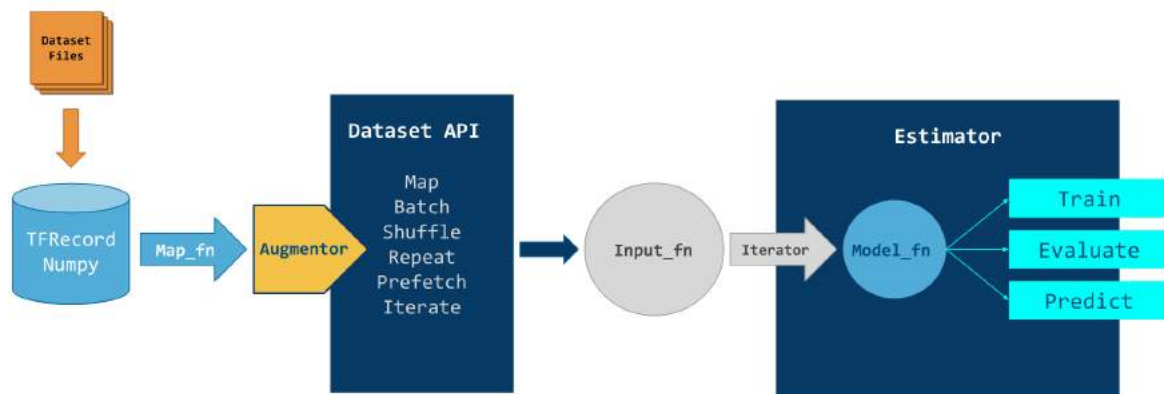 Dataset
Files
TFRecord
Numpy
Map_fn
Augmentor
Dataset API
Map
Batch
Shuffle
Repeat
Prefetch
Iterate
Input_fn
Iterator
Estimator
Model_fn
Train
Evaluate
Predict